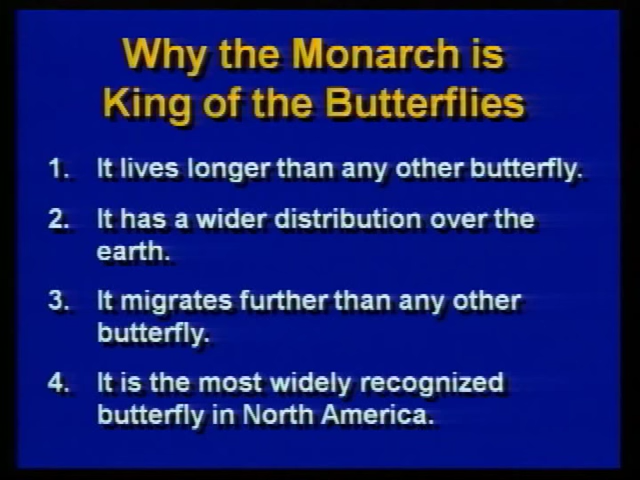 Why the Monarch is
King of the Butterflies
1. It lives longer than any other butterfly.
2. It has a wider distribution over the
earth.
3. It migrates further than any other
butterfly.
4. It is the most widely recognized
butterfly in North America.